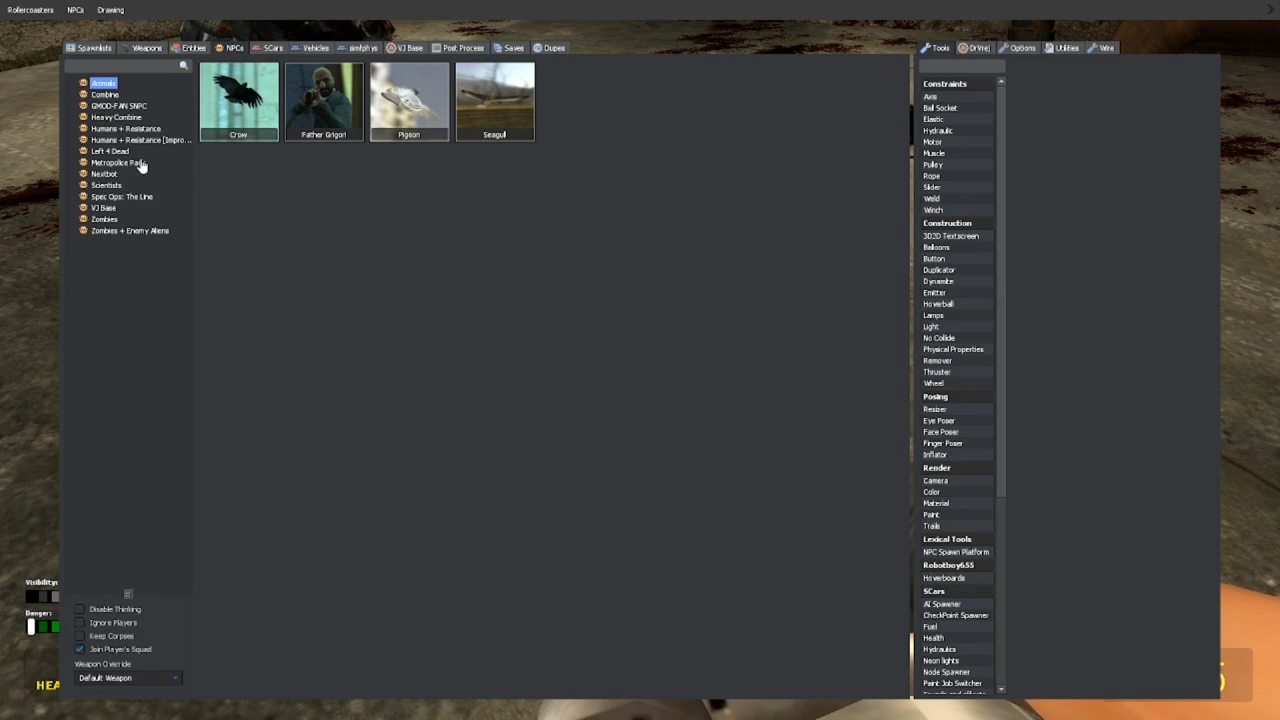 Rollercoasters NPCs Drawing
Spawnlists Weapons Entities NPCs SCars Vehicles simfphys VJ Base Post Process Saves Dupes
Tools DrVrej Options Utilities Wire
Animals
Combine
GMOD-FAN SNPC
Heavy Combine
Humans + Resistance
Humans + Resistance [Impro...
Left 4 Dead
Metropolice
Nextbot
Scientists
Spec Ops: The Line
VJ Base
Zombies
Zombies + Enemy Aliens
Crow
Father Grigori
Pigeon
Seagull
Constraints
Axis
Ball Socket
Elastic
Hydraulic
Motor
Muscle
Pulley
Rope
Slider
Weld
Winch
Construction
3D2D Textscreen
Balloons
Button
Duplicator
Dynamite
Emitter
Hoverball
Lamps
Light
No Collide
Physical Properties
Remover
Thruster
Wheel
Posing
Resizer
Eye Poser
Face Poser
Finger Poser
Inflator
Render
Camera
Color
Material
Paint
Trails
Lexical Tools
NPC Spawn Platform
Robotboy655
Hoverboards
SCars
AI Spawner
CheckPoint Spawner
Fuel
Health
Hydraulics
Neon lights
Node Spawner
Paint Job Switcher
Visibility:
Danger:
Disable Thinking
Ignore Players
Keep Corpses
Join Player's Squad
Weapon Override
Default Weapon
HEA